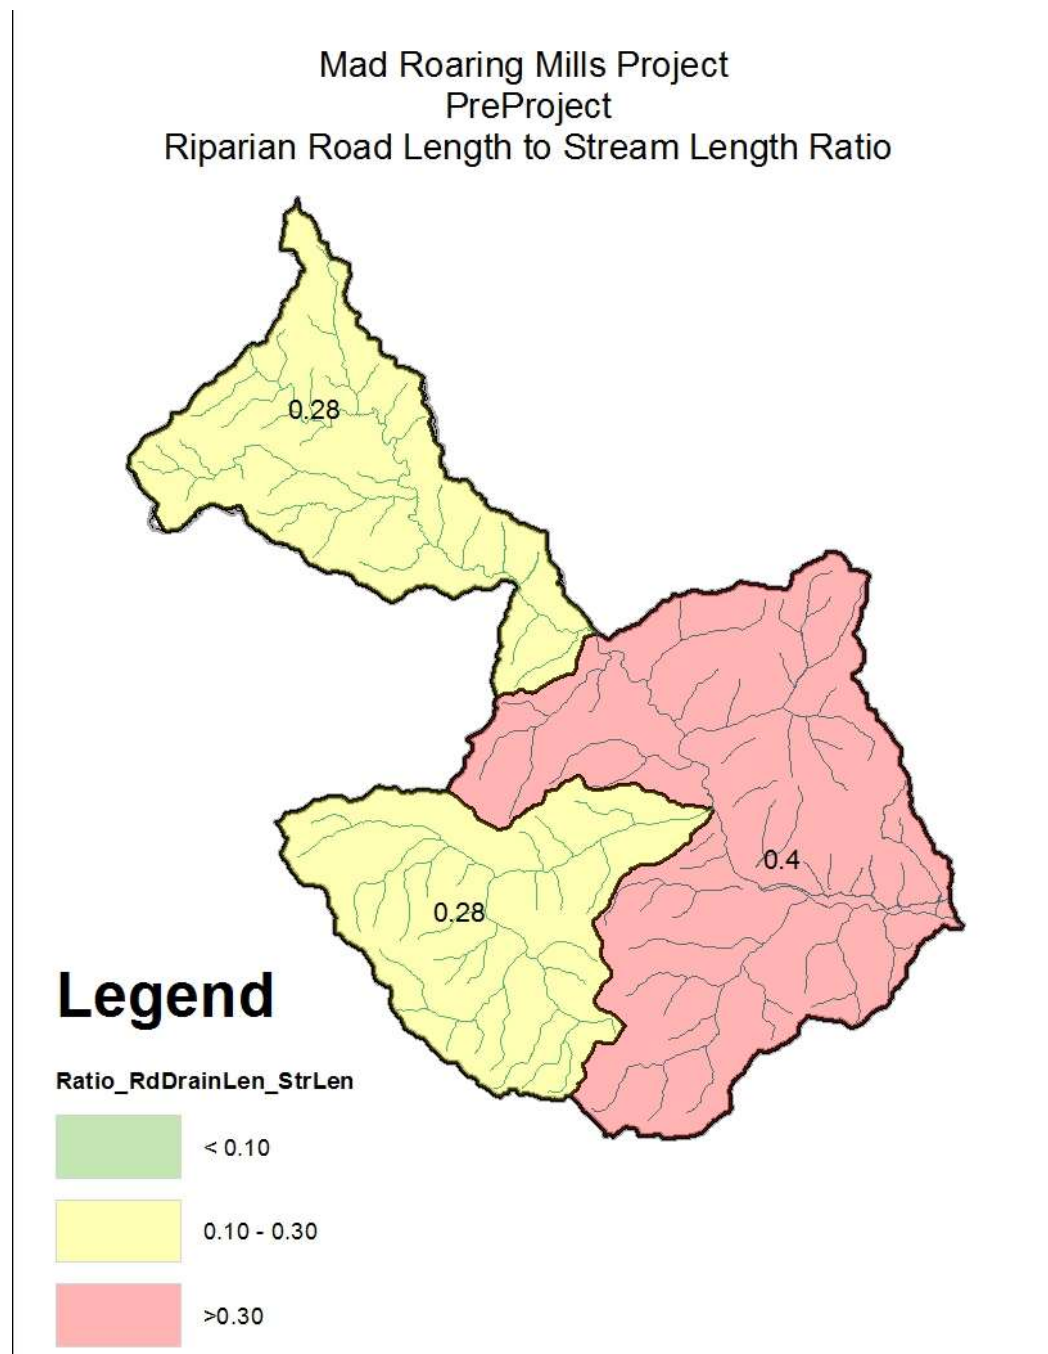 Mad Roaring Mills Project
PreProject
Riparian Road Length to Stream Length Ratio
0.28
0.4
0.28
Legend
Ratio_RdDrainLen_StrLen
< 0.10
0.10 - 0.30
>0.30